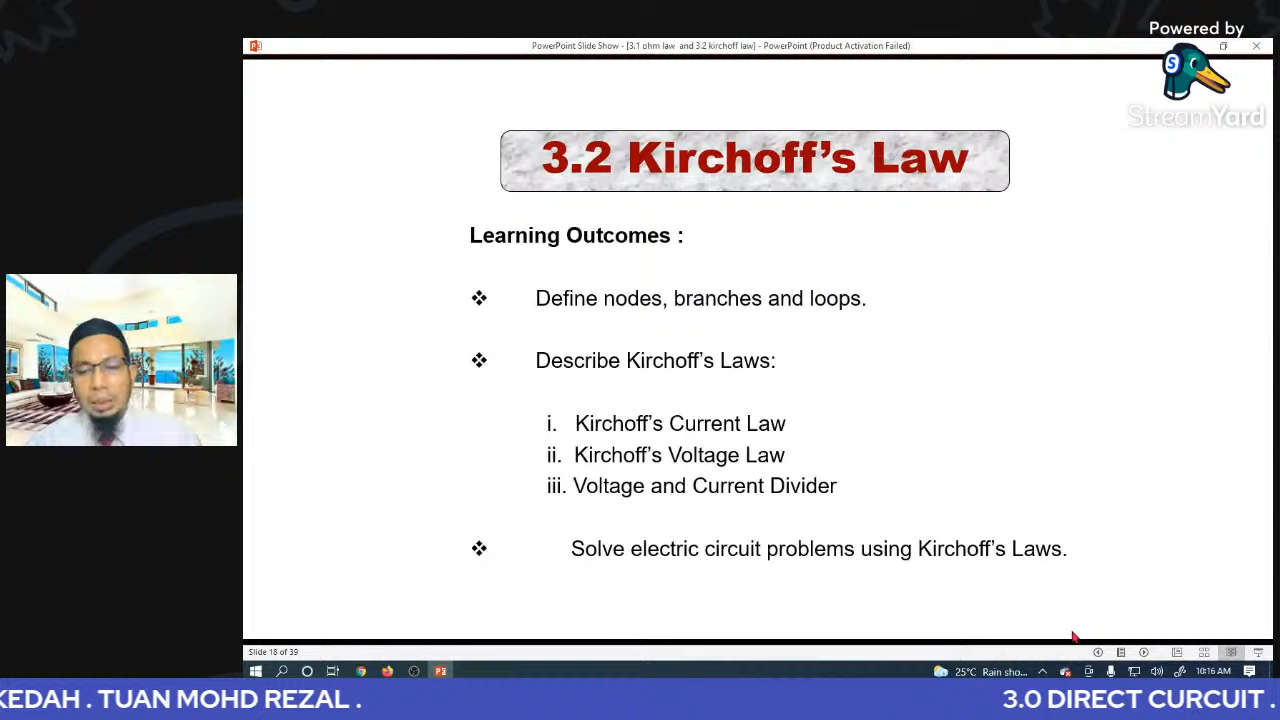 Powered by
StreamYard
PowerPoint Slide Show - [3.1 ohm law and 3.2 kirchoff law] - PowerPoint (Product Activation Failed)
3.2 Kirchoff's Law
Learning Outcomes :
❖ Define nodes, branches and loops.
❖ Describe Kirchoff's Laws:
i. Kirchoff's Current Law
ii. Kirchoff's Voltage Law
iii. Voltage and Current Divider
❖ Solve electric circuit problems using Kirchoff's Laws.
Slide 18 of 39
25°C Rain sho... 10:16 AM
KEDAH . TUAN MOHD REZAL . 3.0 DIRECT CURCUIT .